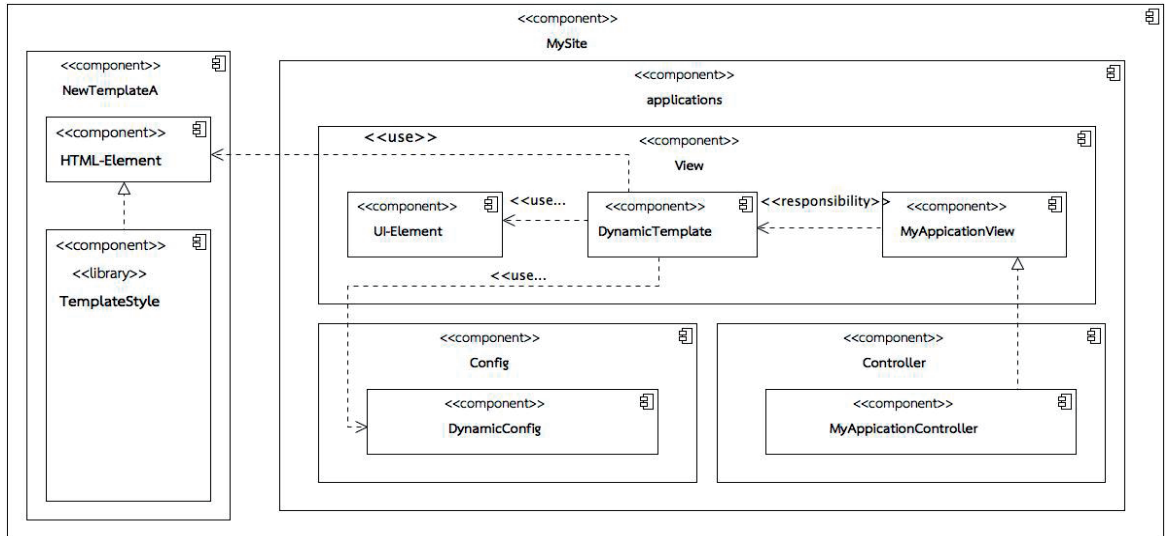 <<component>>
MySite
<<component>>
NewTemplateA
<<component>>
HTML-Element
<<component>>
<<library>>
TemplateStyle
<<component>>
applications
<<use>>
<<component>>
View
<<component>>
UI-Element
<<use...
<<component>>
DynamicTemplate
<<responsibility>>
<<component>>
MyAppicationView
<<use...
<<component>>
Config
<<component>>
DynamicConfig
<<component>>
Controller
<<component>>
MyAppicationController